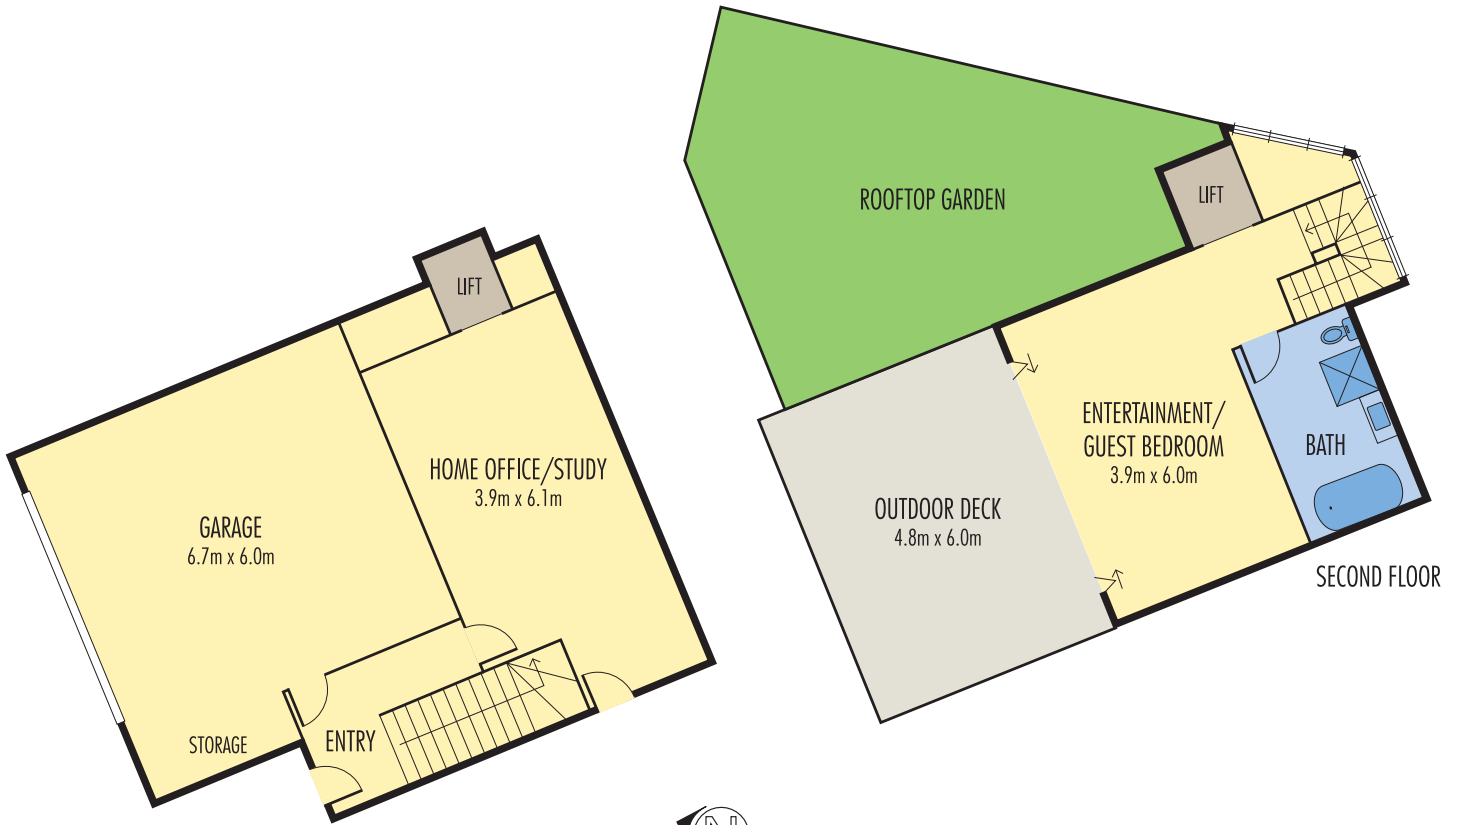 LIFT
HOME OFFICE/STUDY
3.9m x 6.1m
GARAGE
6.7m x 6.0m
STORAGE
ENTRY
ROOFTOP GARDEN
LIFT
ENTERTAINMENT/
GUEST BEDROOM
3.9m x 6.0m
BATH
OUTDOOR DECK
4.8m x 6.0m
SECOND FLOOR
N